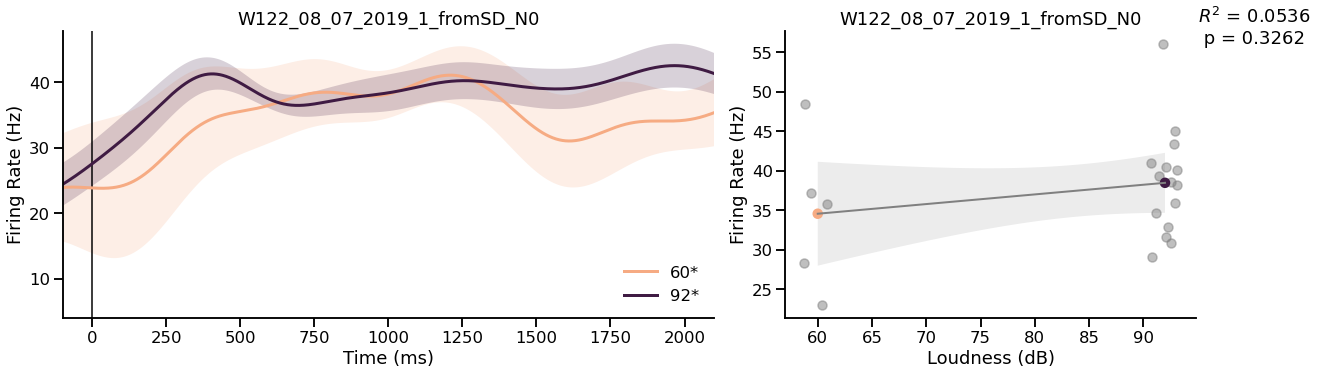 W122_08_07_2019_1_fromSD_N0
Firing Rate (Hz)
40
30
20
10
0 250 500 750 1000 1250 1500 1750 2000
Time (ms)
60*
92*
W122_08_07_2019_1_fromSD_N0
R² = 0.0536
p = 0.3262
Firing Rate (Hz)
55
50
45
40
35
30
25
60 65 70 75 80 85 90
Loudness (dB)